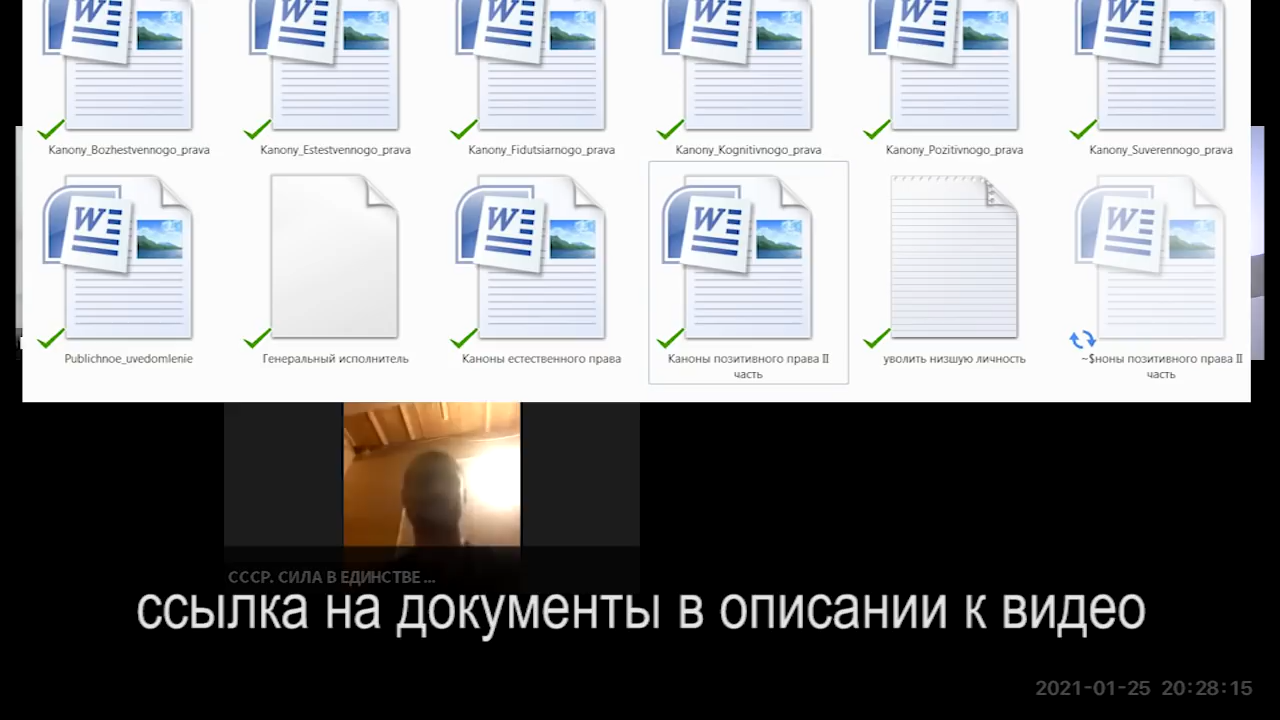 Kanony_Bozhestvennogo_prava
Kanony_Estestvennogo_prava
Kanony_Fidutsiarnogo_prava
Kanony_Kognitivnogo_prava
Kanony_Pozitivnogo_prava
Kanony_Suverennogo_prava
Publichnoe_uvedomlenie
Генеральный исполнитель
Каноны естественного права
Каноны позитивного права II
часть
уволить низшую личность
~$ноны позитивного права II
часть
СССР. СИЛА В ЕДИНСТВЕ ...
ссылка на документы в описании к видео
2021-01-25 20:28:15